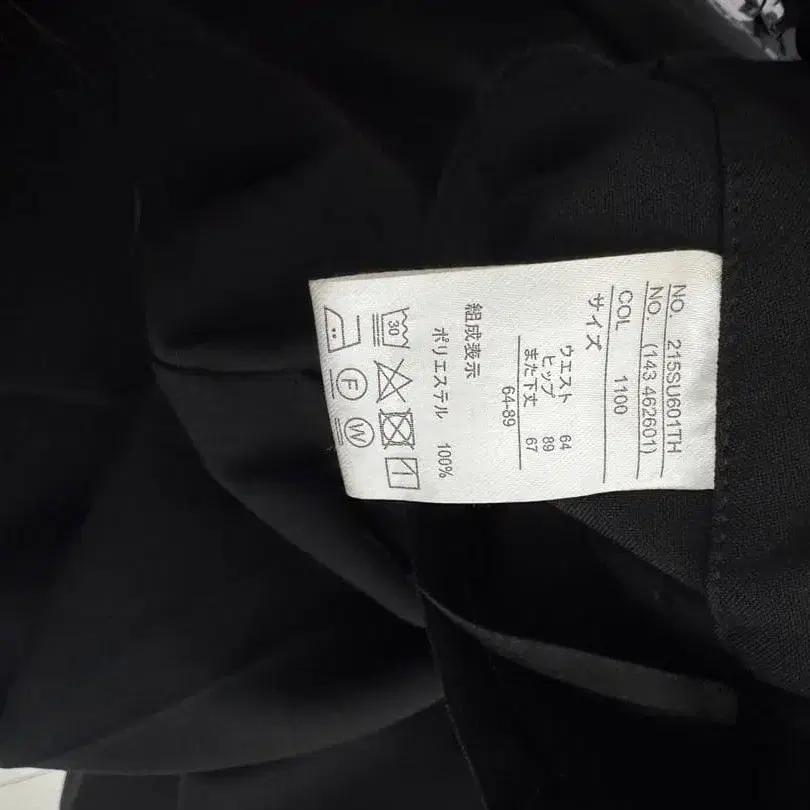 NO. 215SU601TH
NO. (143 462601)
COL 1100
サイズ
ウエスト 64
ヒップ 89
また下丈 67
64-89
組成表示
ポリエステル 100%
30
F W